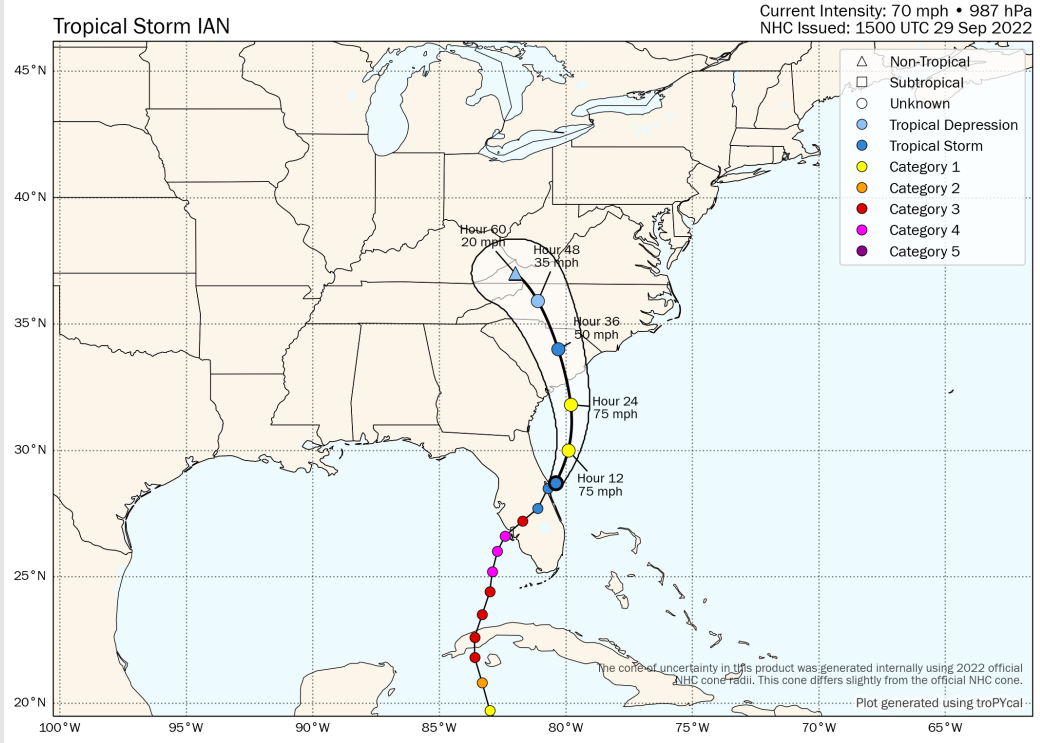 Tropical Storm IAN
Current Intensity: 70 mph • 987 hPa
NHC Issued: 1500 UTC 29 Sep 2022
Non-Tropical
Subtropical
Unknown
Tropical Depression
Tropical Storm
Category 1
Category 2
Category 3
Category 4
Category 5
45°N
40°N
35°N
30°N
25°N
20°N
Hour 60
20 mph
Hour 48
35 mph
Hour 36
50 mph
Hour 24
75 mph
Hour 12
75 mph
The cone of uncertainty in this product was generated internally using 2022 official
NHC cone radii. This cone differs slightly from the official NHC cone.
Plot generated using troPYcal
100°W 95°W 90°W 85°W 80°W 75°W 70°W 65°W